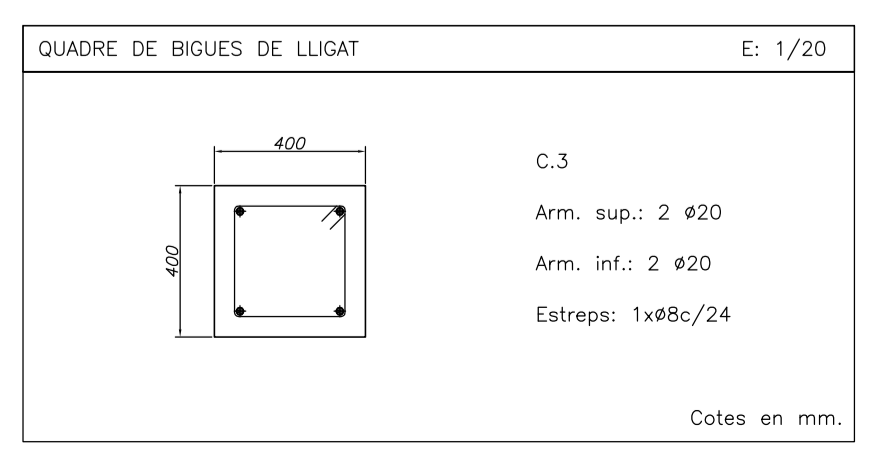 QUADRE DE BIGUES DE LLIGAT E: 1/20
400
400
C.3
Arm. sup.: 2 ø20
Arm. inf.: 2 ø20
Estreps: 1xø8c/24
Cotes en mm.